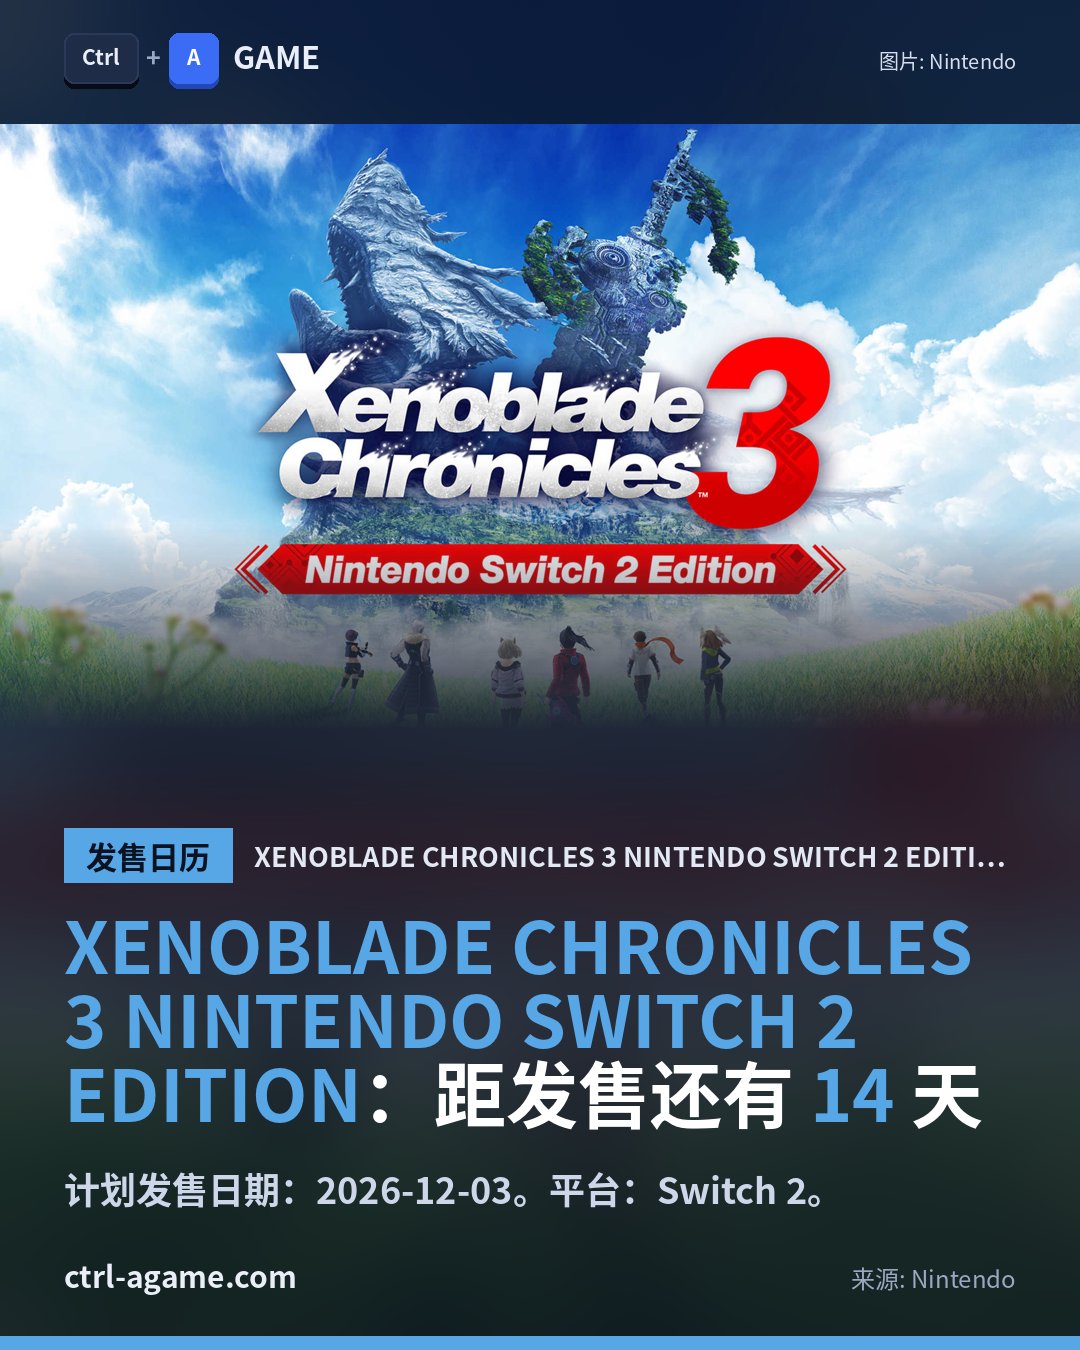 Ctrl + A GAME
图片: Nintendo
Xenoblade
Chronicles 3
™
Nintendo Switch 2 Edition
发售日历
XENOBLADE CHRONICLES 3 NINTENDO SWITCH 2 EDITI...
XENOBLADE CHRONICLES
3 NINTENDO SWITCH 2
EDITION：距发售还有 14 天
计划发售日期：2026-12-03。平台：Switch 2。
ctrl-agame.com
来源: Nintendo